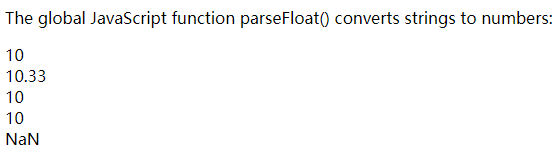 The global JavaScript function parseFloat() converts strings to numbers:
10
10.33
10
10
NaN